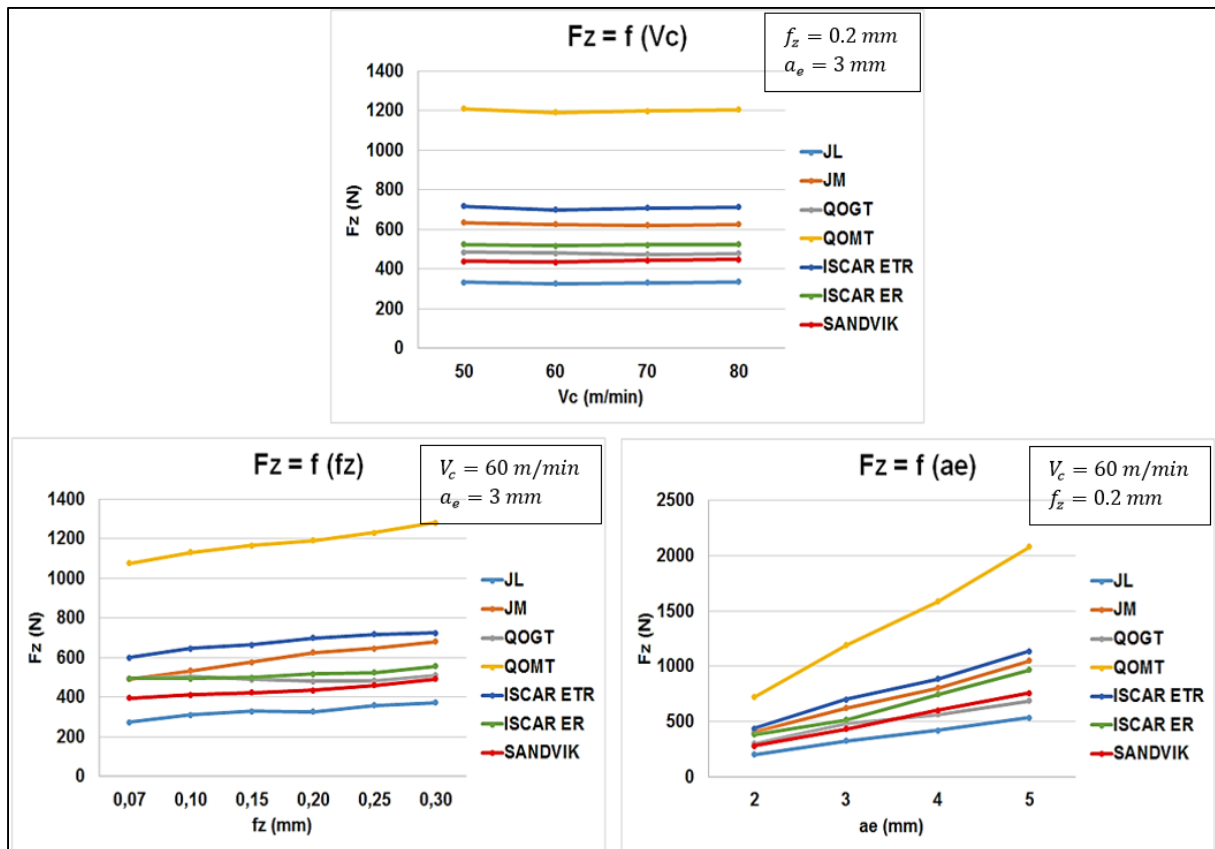 Fz = f (Vc)
f_z = 0.2 mm
a_e = 3 mm
1400
1200
1000
800
600
400
200
0
Fz (N)
50 60 70 80
Vc (m/min)
JL
JM
QOGT
QOMT
ISCAR ETR
ISCAR ER
SANDVIK
Fz = f (fz)
V_c = 60 m/min
a_e = 3 mm
1400
1200
1000
800
600
400
200
0
Fz (N)
0,07 0,10 0,15 0,20 0,25 0,30
fz (mm)
JL
JM
QOGT
QOMT
ISCAR ETR
ISCAR ER
SANDVIK
Fz = f (ae)
V_c = 60 m/min
f_z = 0.2 mm
2500
2000
1500
1000
500
0
Fz (N)
2 3 4 5
ae (mm)
JL
JM
QOGT
QOMT
ISCAR ETR
ISCAR ER
SANDVIK